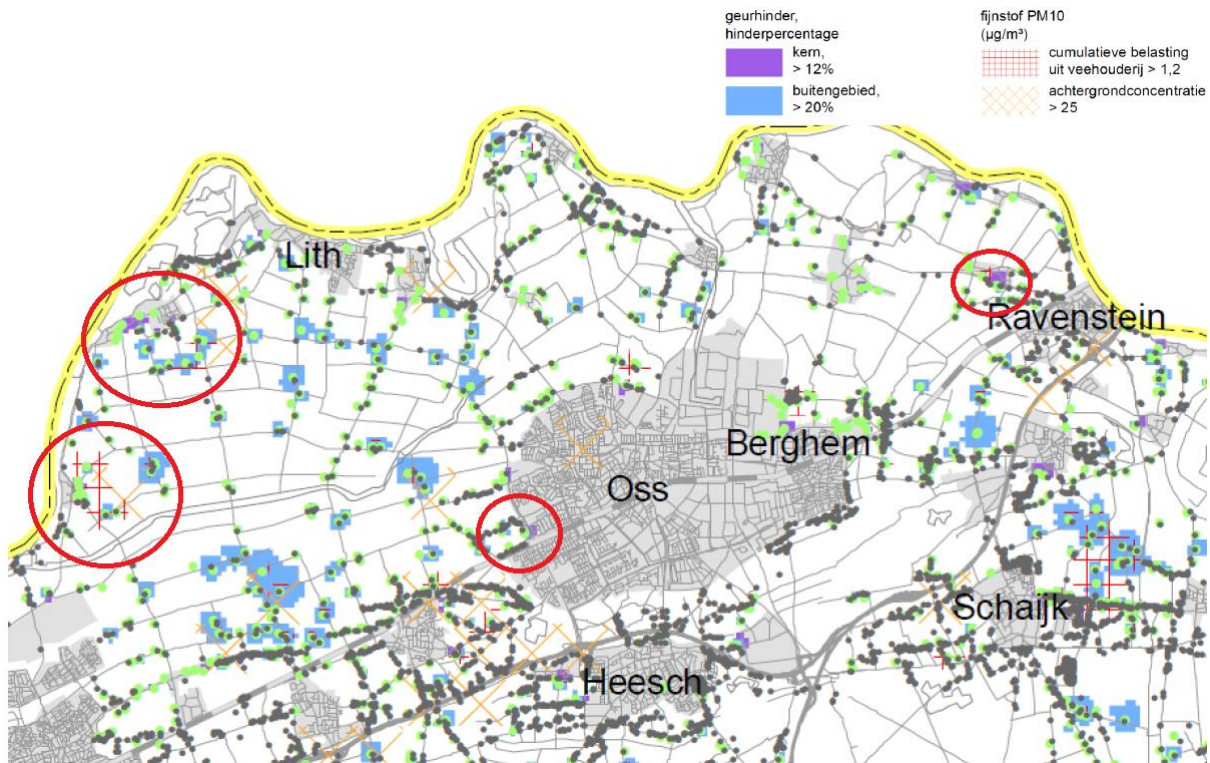 geurhinder,
hinderpercentage
kern,
> 12%
buitengebied,
> 20%
fijnstof PM10
(µg/m³)
cumulatieve belasting
uit veehouderij > 1,2
achtergrondconcentratie
> 25
Lith
Ravenstein
Berghem
Oss
Schaijk
Heesch